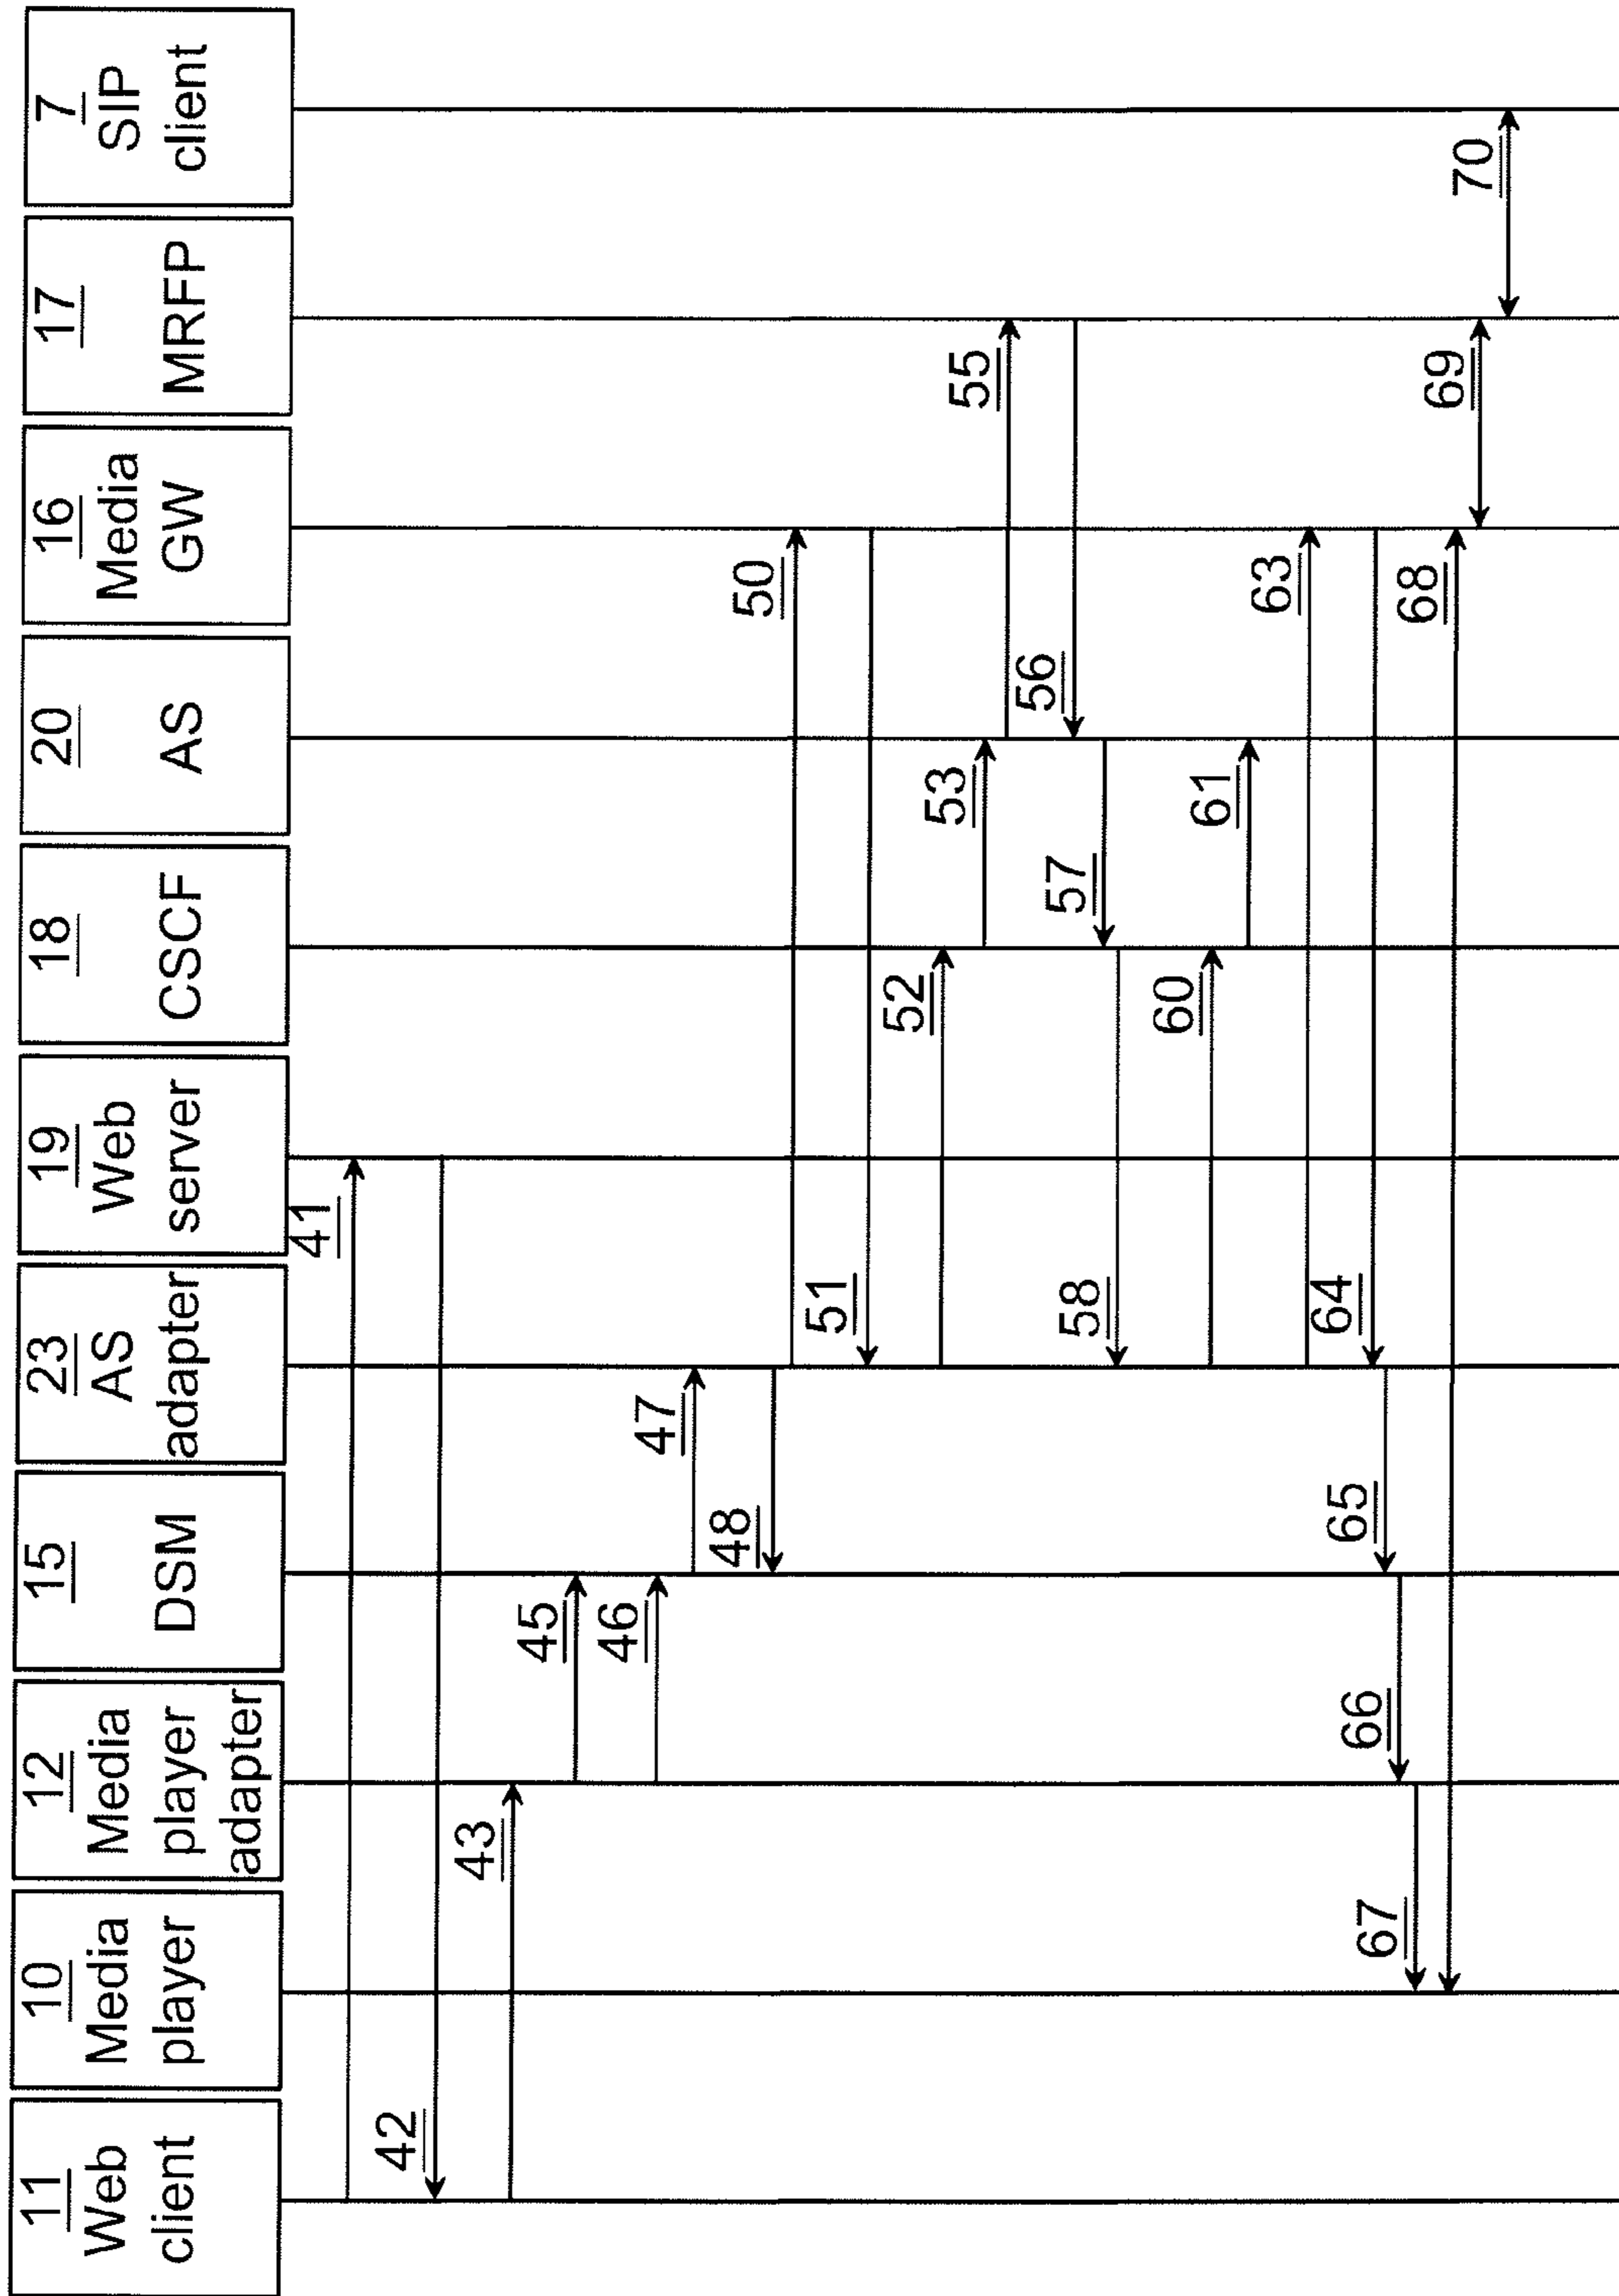 11
Web
client
10
Media
player
12
Media
player
adapter
15
DSM
23
AS
adapter
19
Web
server
18
CSCF
20
AS
16
Media
GW
17
MRFP
7
SIP
client
41
42
43
45
46
47
48
50
51
52
53
55
56
57
58
60
61
63
64
65
66
67
68
69
70